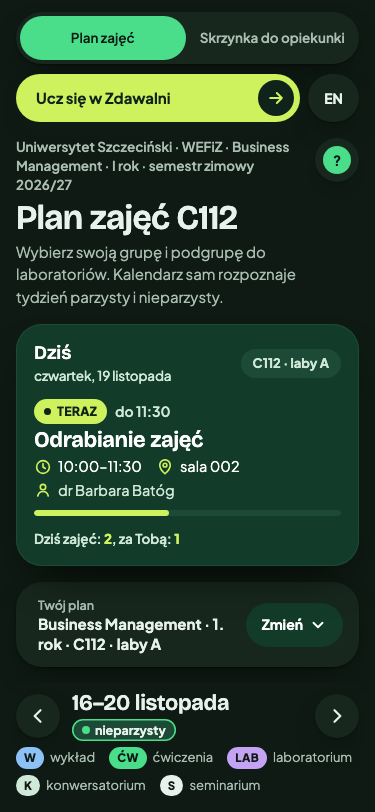 Plan zajęć
Skrzynka do opiekunki
Ucz się w Zdawalni
EN
Uniwersytet Szczeciński · WEFiZ · Business
Management · I rok · semestr zimowy
2026/27
?
Plan zajęć C112
Wybierz swoją grupę i podgrupę do
laboratoriów. Kalendarz sam rozpoznaje
tydzień parzysty i nieparzysty.
Dziś
czwartek, 19 listopada
C112 · laby A
TERAZ do 11:30
Odrabianie zajęć
10:00–11:30 sala 002
dr Barbara Batóg
Dziś zajęć: 2, za Tobą: 1
Twój plan
Business Management · 1.
rok · C112 · laby A
Zmień
16–20 listopada
nieparzysty
W wykład ĆW ćwiczenia LAB laboratorium
K konwersatorium S seminarium